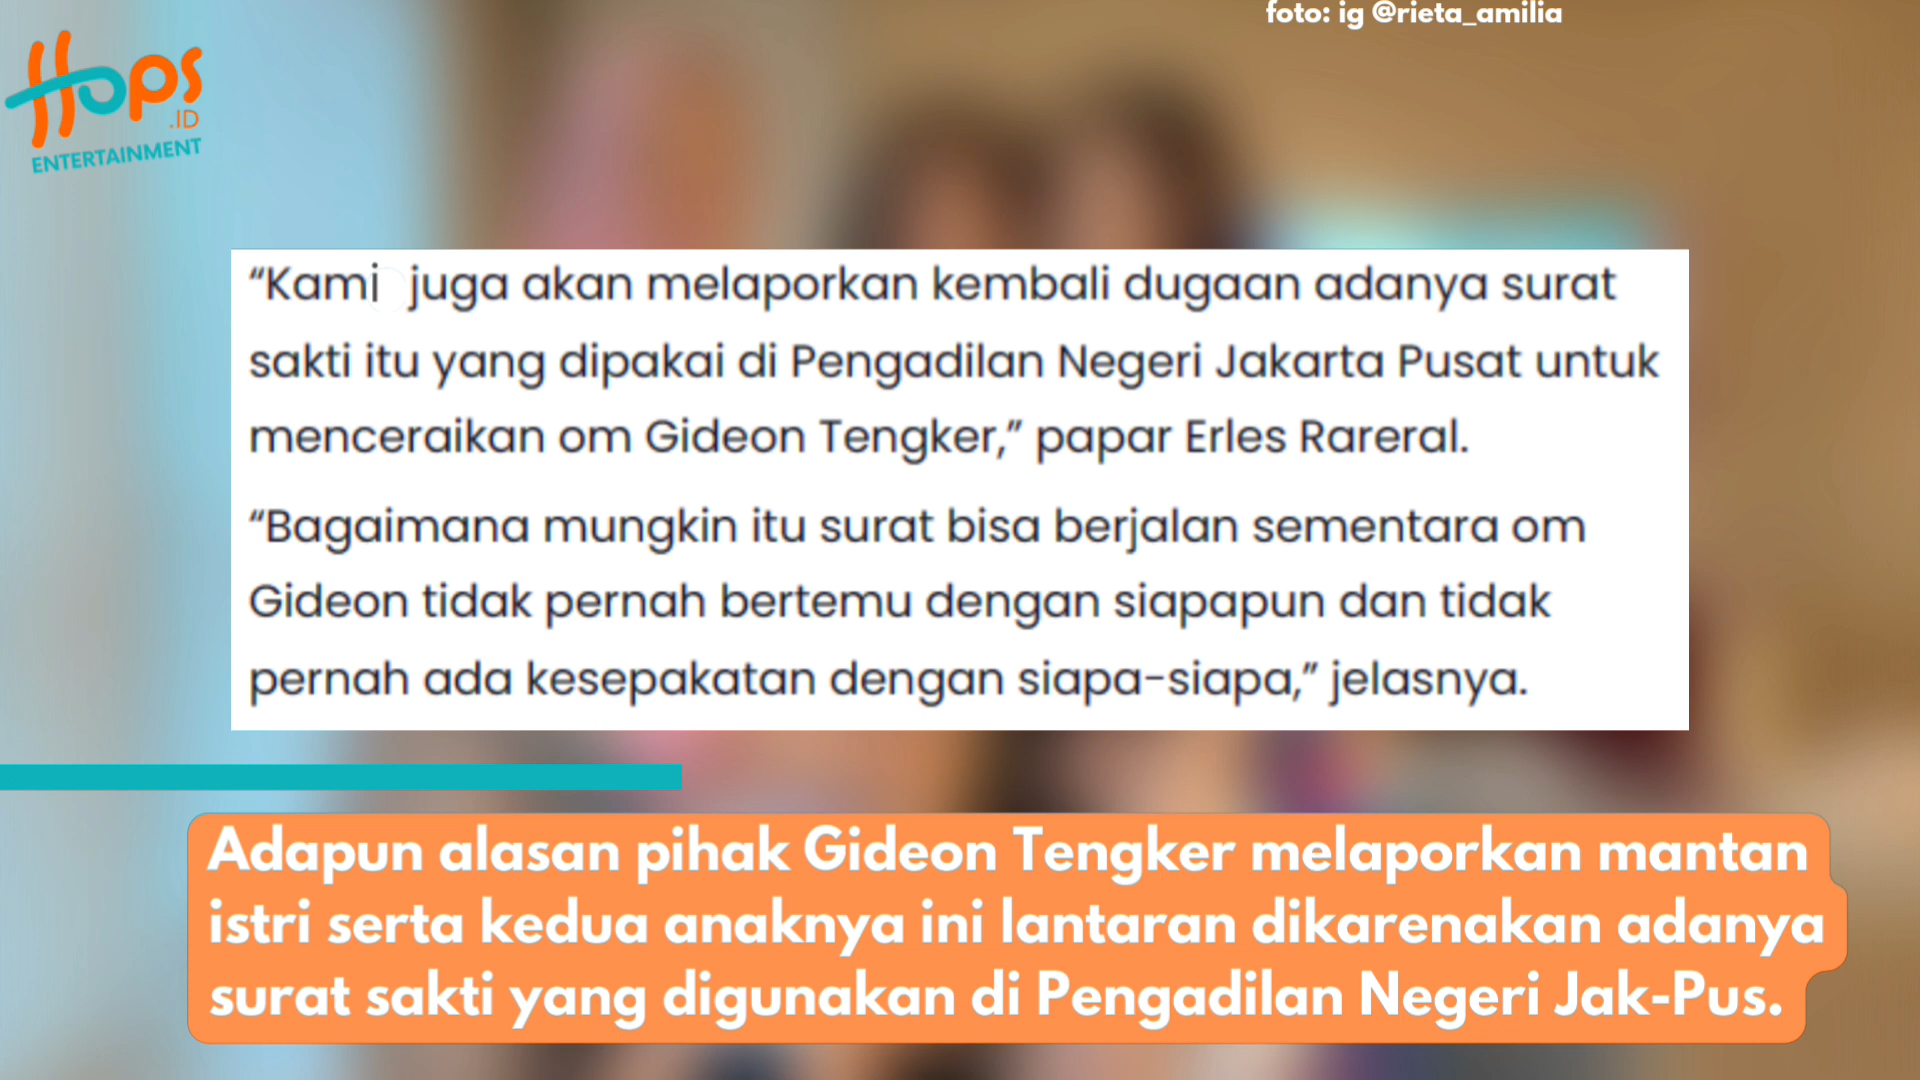 foto: ig @rieta_amilia
Hops
.ID
ENTERTAINMENT
“Kami juga akan melaporkan kembali dugaan adanya surat
sakti itu yang dipakai di Pengadilan Negeri Jakarta Pusat untuk
menceraikan om Gideon Tengker,” papar Erles Rareral.
“Bagaimana mungkin itu surat bisa berjalan sementara om
Gideon tidak pernah bertemu dengan siapapun dan tidak
pernah ada kesepakatan dengan siapa-siapa,” jelasnya.
Adapun alasan pihak Gideon Tengker melaporkan mantan
istri serta kedua anaknya ini lantaran dikarenakan adanya
surat sakti yang digunakan di Pengadilan Negeri Jak-Pus.